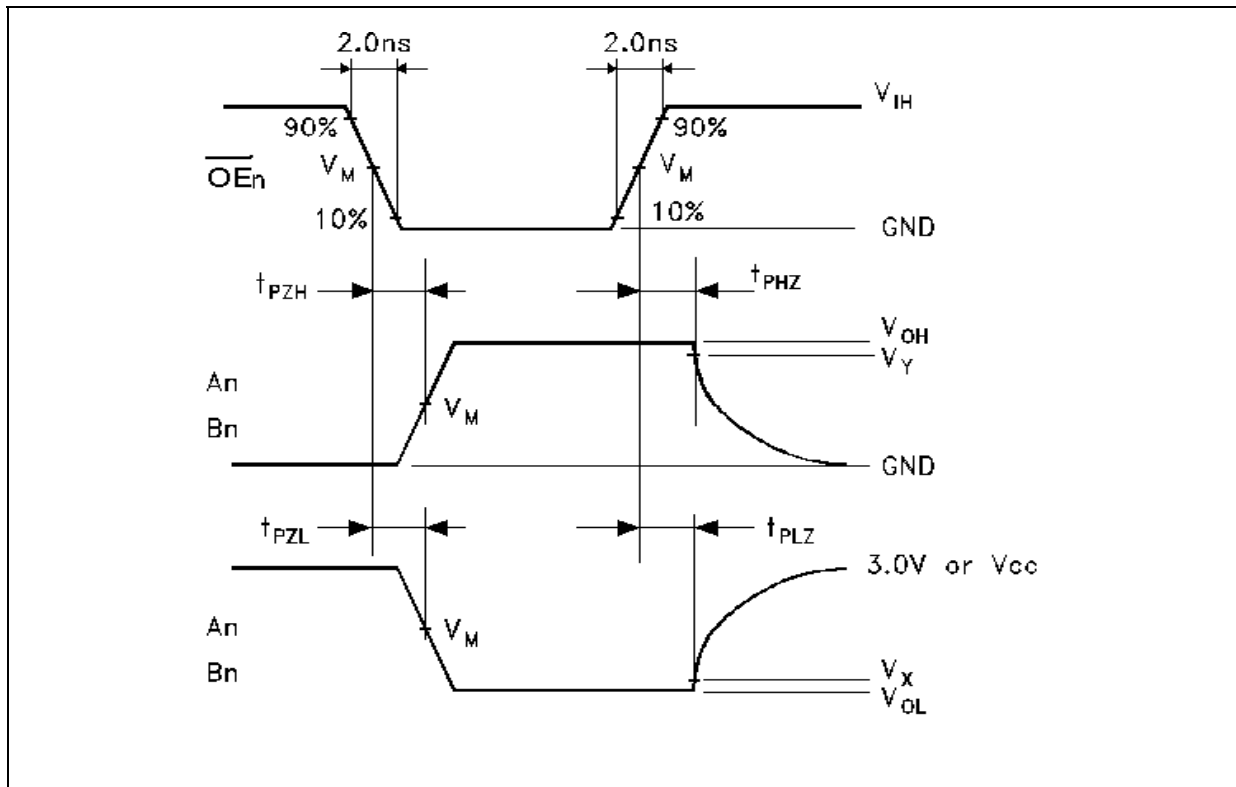 2.0ns 2.0ns
V_IH
90% 90%
OEn V_M V_M
10% 10% GND
t_PZH t_PHZ
V_OH
V_Y
An
Bn V_M
GND
t_PZL t_PLZ
3.0V or Vcc
An V_M
Bn V_X
V_OL